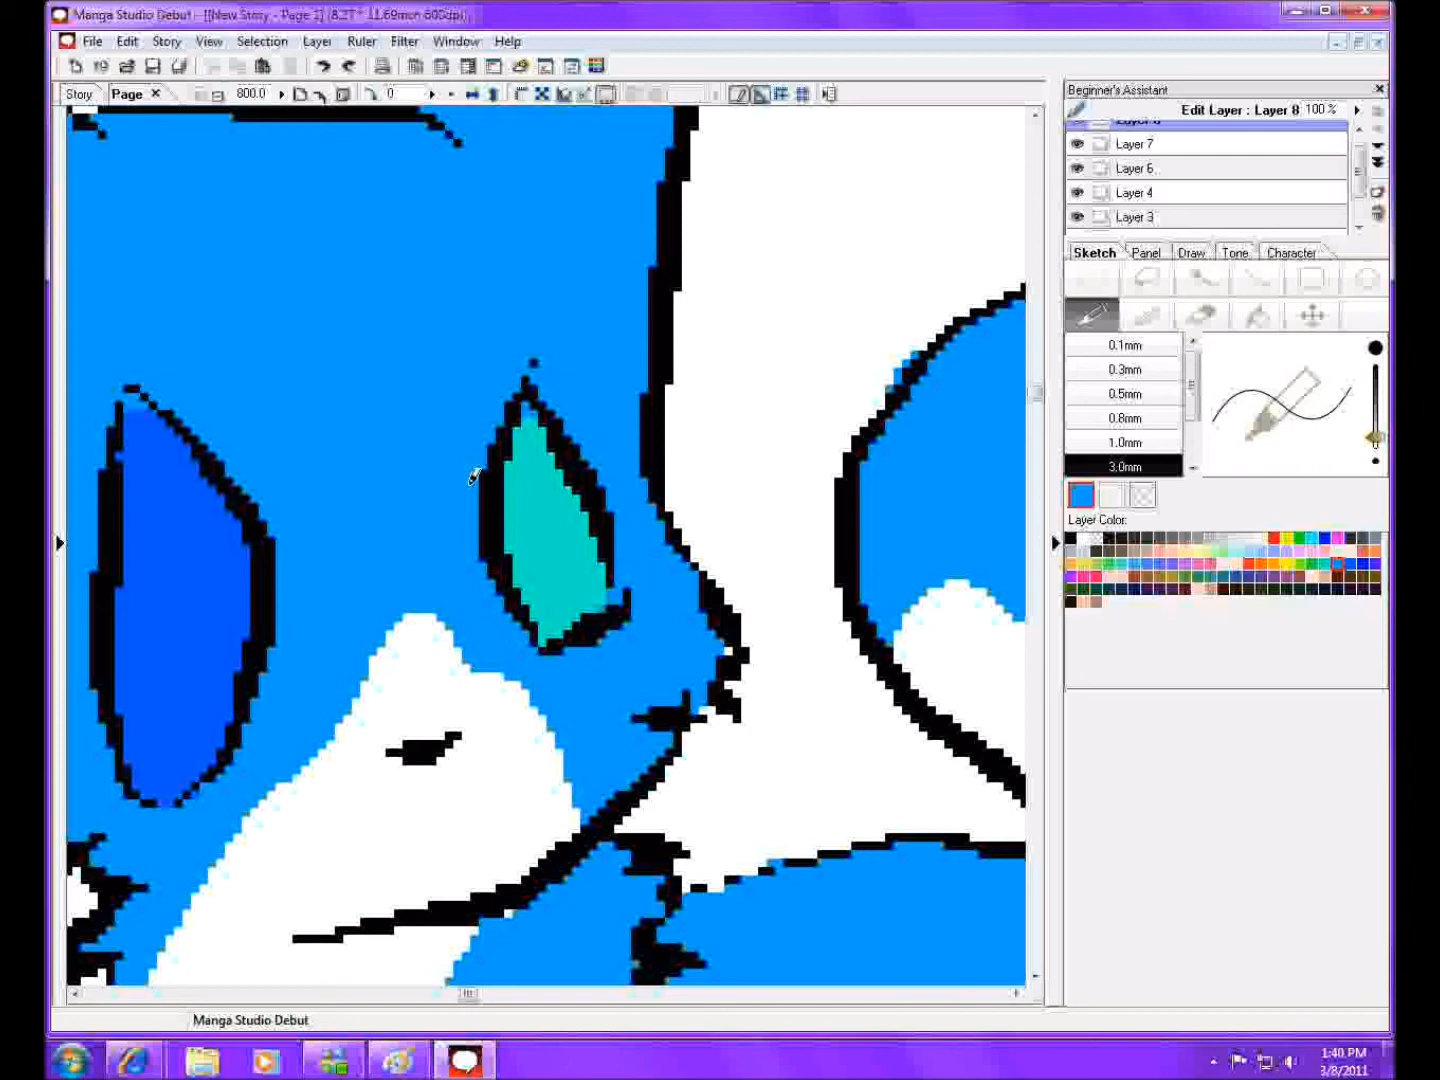 Manga Studio Debut - [[New Story - Page 1] (8.27* 11.69inch 600dpi)]
File Edit Story View Selection Layer Ruler Filter Window Help
Story Page 800.0 0
Beginner's Assistant
Edit Layer : Layer 8 100 %
Layer 7
Layer 6
Layer 4
Layer 3
Sketch Panel Draw Tone Character
0.1mm
0.3mm
0.5mm
0.8mm
1.0mm
3.0mm
Layer Color:
Manga Studio Debut
1:40 PM
3/8/2011